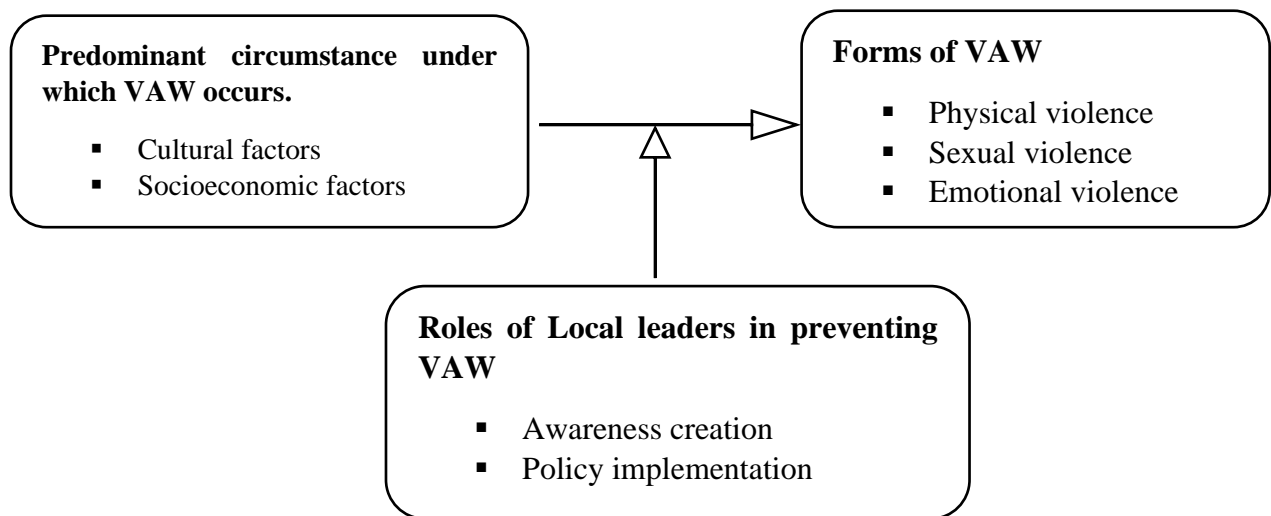 Predominant circumstance under
which VAW occurs.
▪ Cultural factors
▪ Socioeconomic factors
Forms of VAW
▪ Physical violence
▪ Sexual violence
▪ Emotional violence
Roles of Local leaders in preventing
VAW
▪ Awareness creation
▪ Policy implementation